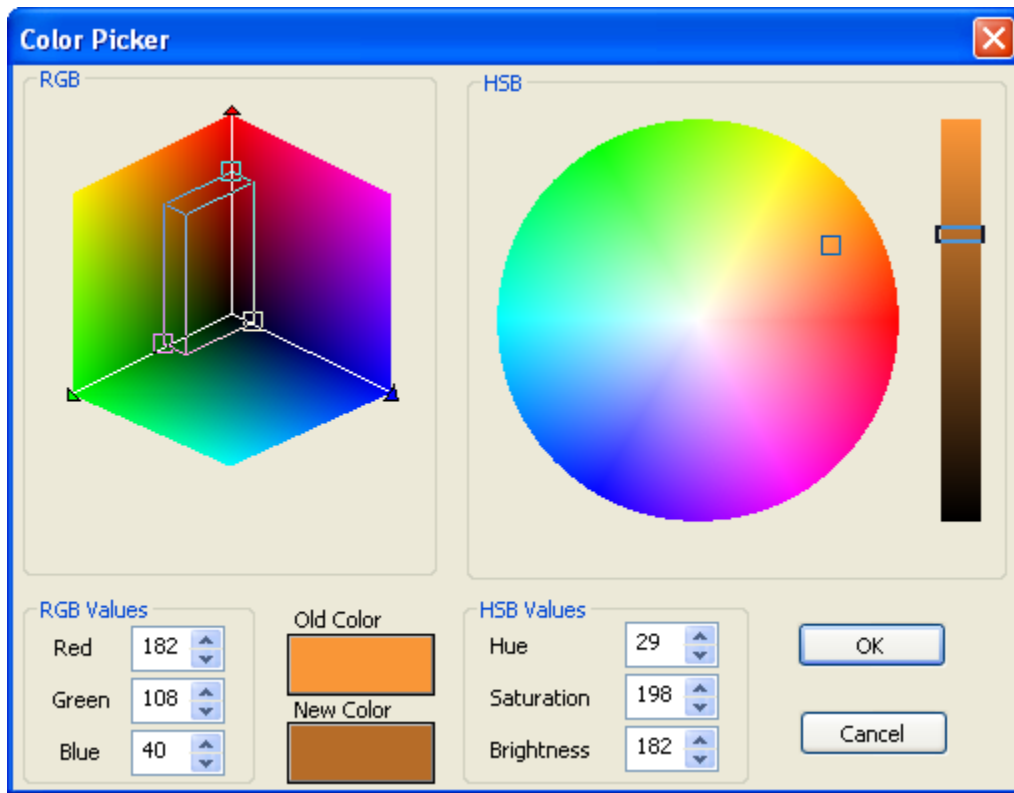 Color Picker
RGB
HSB
RGB Values
Red 182
Green 108
Blue 40
Old Color
New Color
HSB Values
Hue 29
Saturation 198
Brightness 182
OK
Cancel